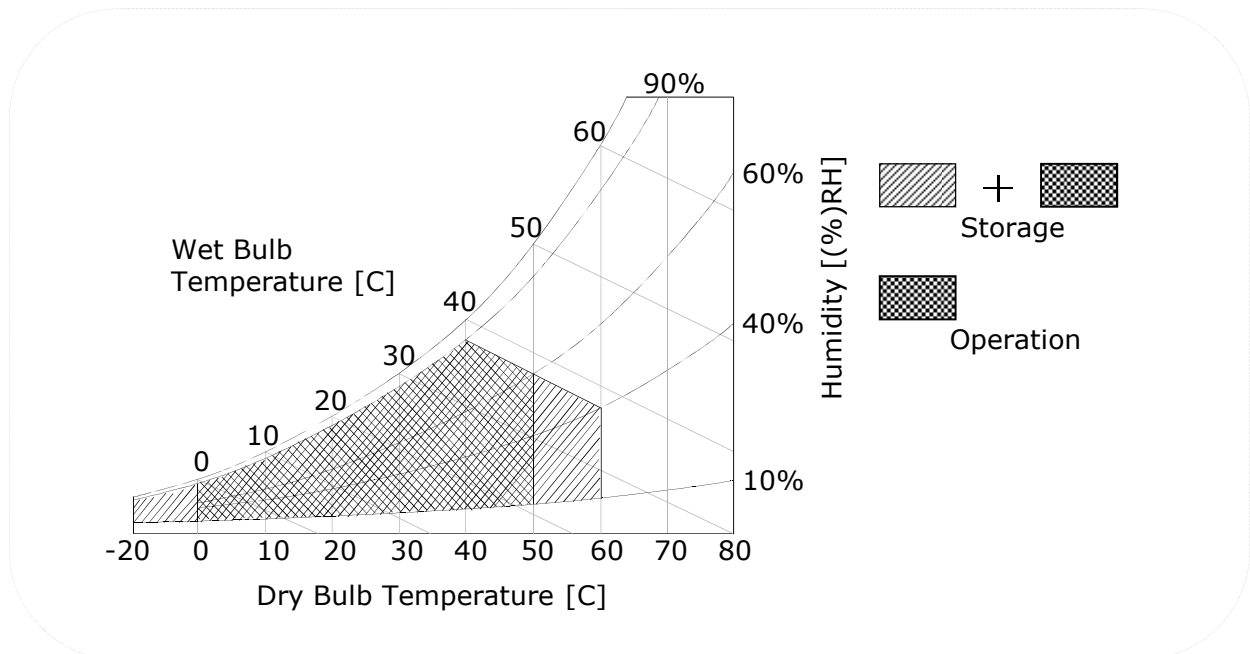 90%
60
60%
50
Wet Bulb
Temperature [C]
40
40%
30
20
10
0
10%
-20 0 10 20 30 40 50 60 70 80
Dry Bulb Temperature [C]
Humidity [(%)RH]
+
Storage
Operation